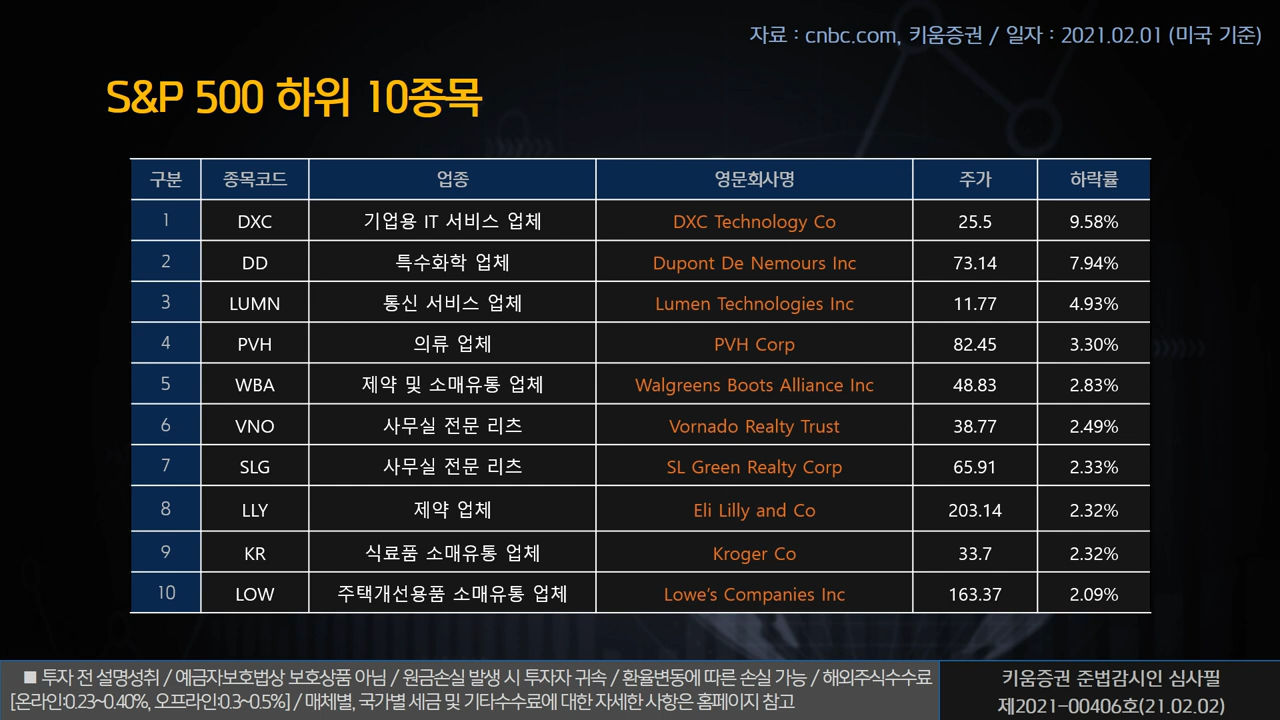 자료 : cnbc.com, 키움증권 / 일자 : 2021.02.01 (미국 기준)
S&P 500 하위 10종목
구분 종목코드 업종 영문회사명 주가 하락률
1 DXC 기업용 IT 서비스 업체 DXC Technology Co 25.5 9.58%
2 DD 특수화학 업체 Dupont De Nemours Inc 73.14 7.94%
3 LUMN 통신 서비스 업체 Lumen Technologies Inc 11.77 4.93%
4 PVH 의류 업체 PVH Corp 82.45 3.30%
5 WBA 제약 및 소매유통 업체 Walgreens Boots Alliance Inc 48.83 2.83%
6 VNO 사무실 전문 리츠 Vornado Realty Trust 38.77 2.49%
7 SLG 사무실 전문 리츠 SL Green Realty Corp 65.91 2.33%
8 LLY 제약 업체 Eli Lilly and Co 203.14 2.32%
9 KR 식료품 소매유통 업체 Kroger Co 33.7 2.32%
10 LOW 주택개선용품 소매유통 업체 Lowe's Companies Inc 163.37 2.09%
■ 투자 전 설명성취 / 예금자보호법상 보호상품 아님 / 원금손실 발생 시 투자자 귀속 / 환율변동에 따른 손실 가능 / 해외주식수수료
[온라인:0.23~0.40%, 오프라인:0.3~0.5%] / 매체별, 국가별 세금 및 기타수수료에 대한 자세한 사항은 홈페이지 참고
키움증권 준법감시인 심사필
제2021-00406호(21.02.02)